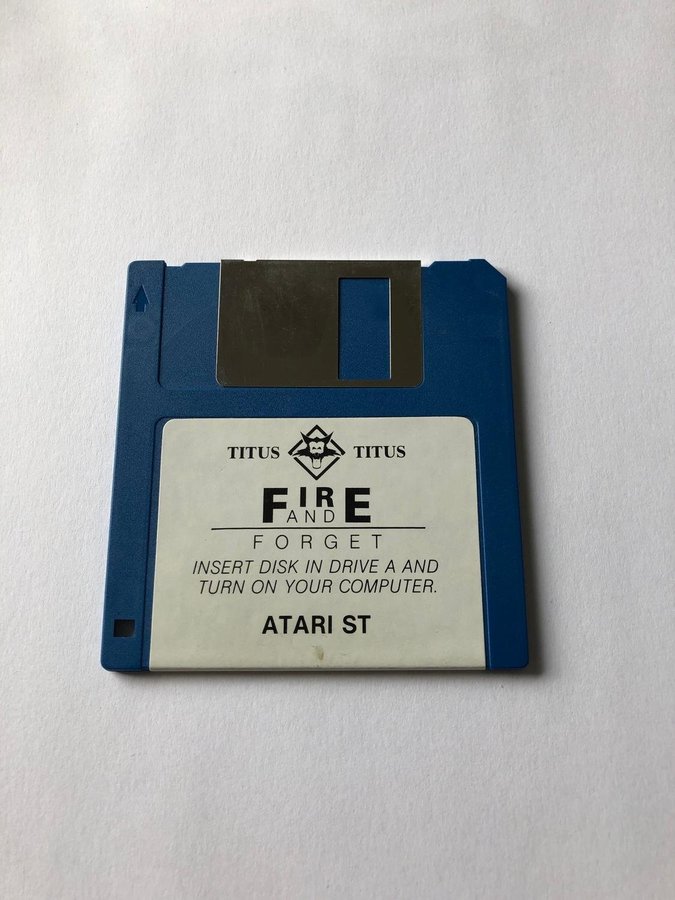 TITUS TITUS
FIRE
AND
FORGET
INSERT DISK IN DRIVE A AND
TURN ON YOUR COMPUTER.
ATARI ST